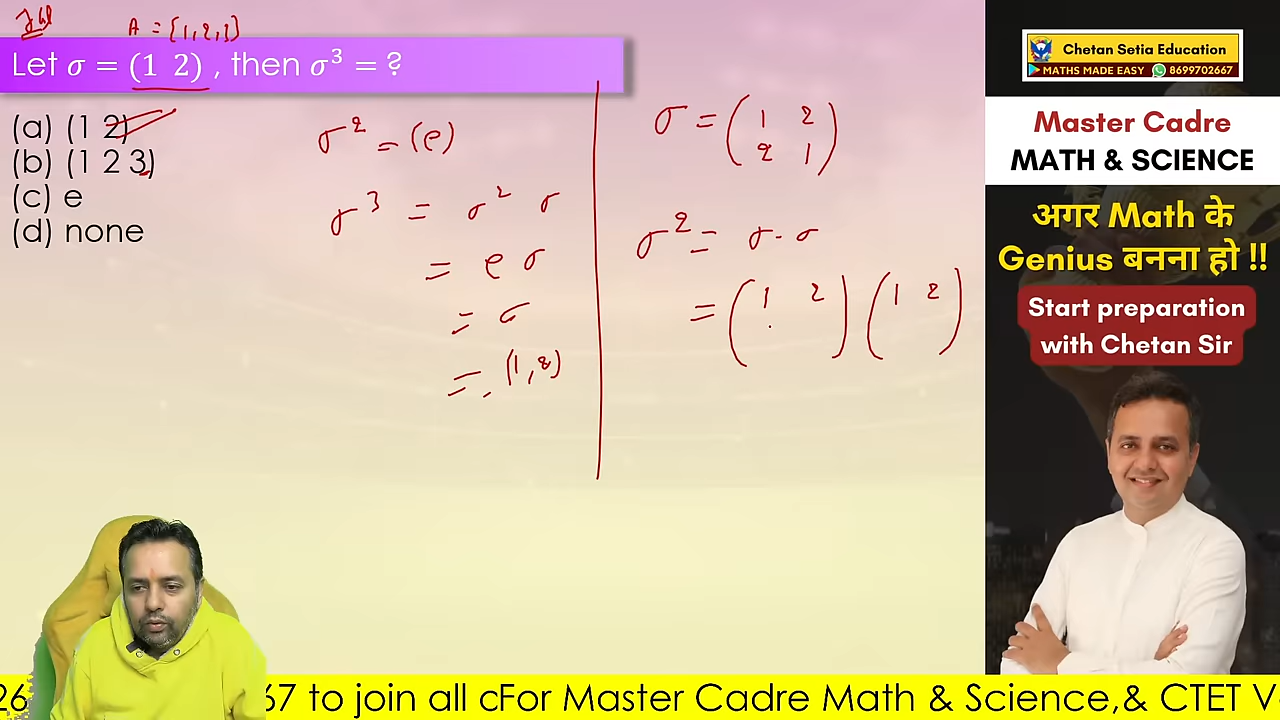 A = {1,2,3}
Let σ = (1 2) , then σ³ = ?
(a) (1 2)
(b) (1 2 3)
(c) e
(d) none
σ² = (e)
σ³ = σ² σ
= e σ
= σ
= (1,2)
σ = (1 2
2 1)
σ² = σ·σ
= (1 2) (1 2)
Chetan Setia Education
MATHS MADE EASY 8699702667
Master Cadre
MATH & SCIENCE
अगर Math के
Genius बनना हो !!
Start preparation
with Chetan Sir
26 67 to join all cFor Master Cadre Math & Science,& CTET V